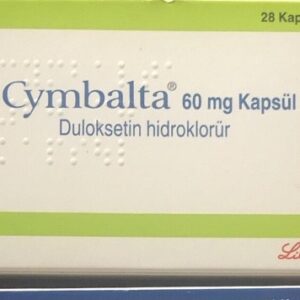 28 Kap
Cymbalta® 60 mg Kapsül
Duloksetin hidroklorür